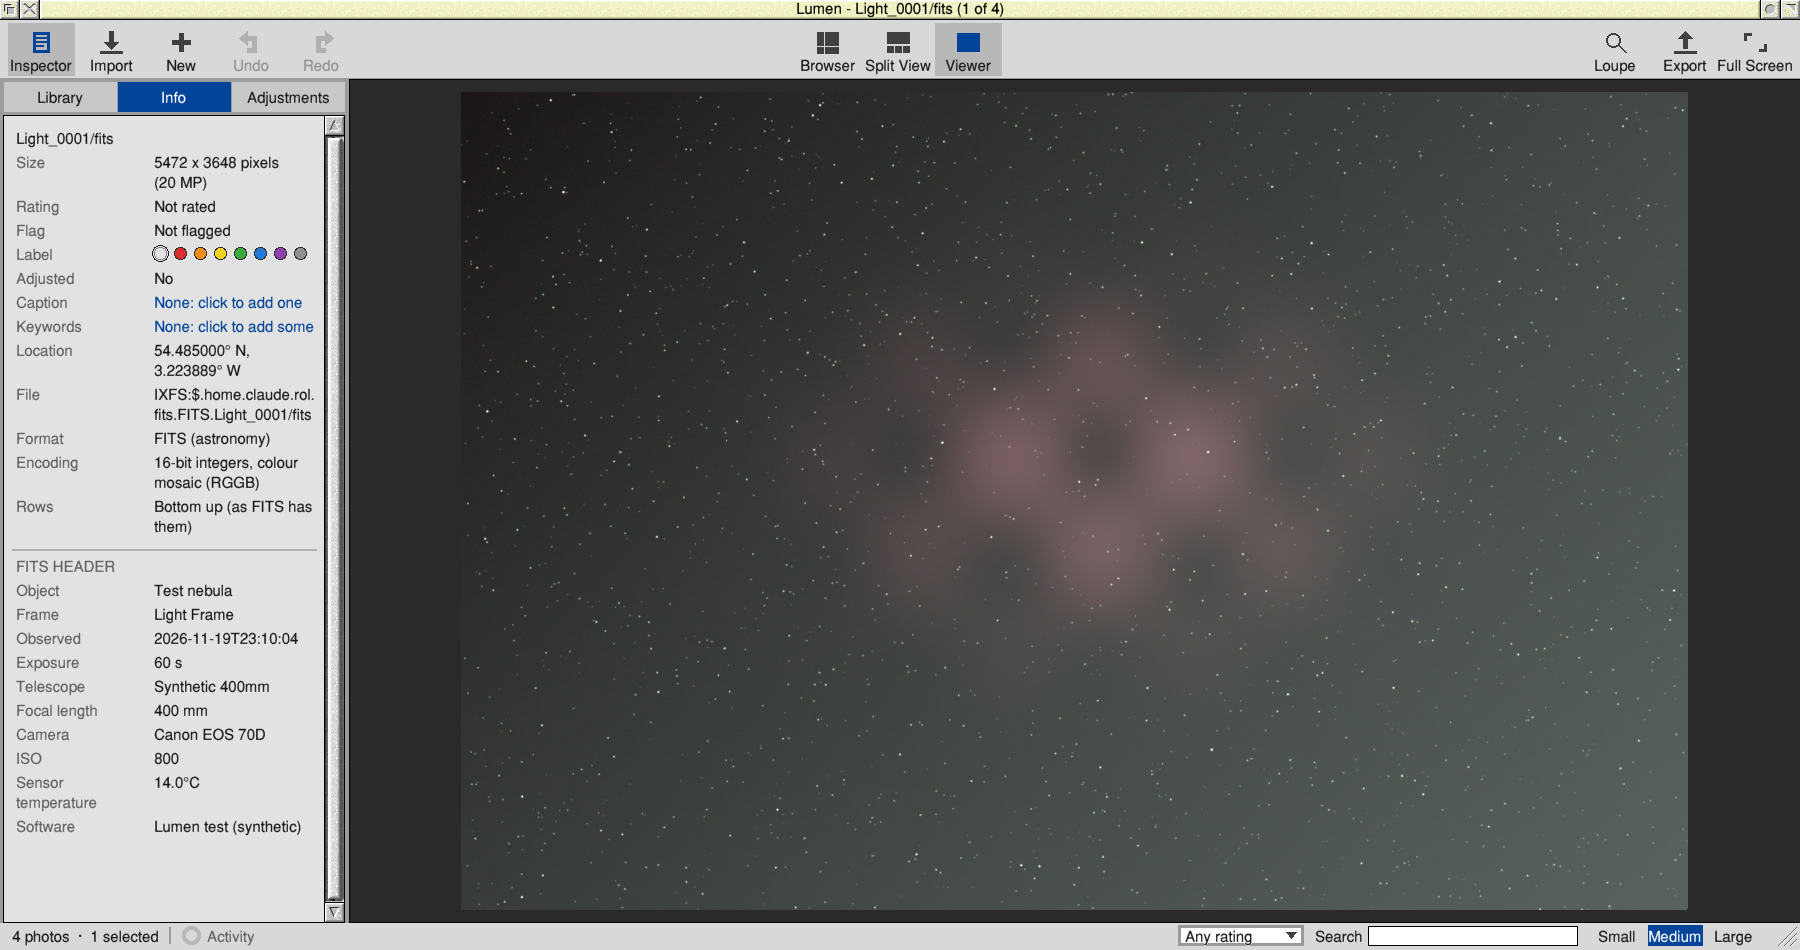 Lumen - Light_0001/fits (1 of 4)
Inspector Import New Undo Redo Browser Split View Viewer Loupe Export Full Screen
Library Info Adjustments
Light_0001/fits
Size 5472 x 3648 pixels
(20 MP)
Rating Not rated
Flag Not flagged
Label
Adjusted No
Caption None: click to add one
Keywords None: click to add some
Location 54.485000° N,
3.223889° W
File IXFS:$.home.claude.rol.
fits.FITS.Light_0001/fits
Format FITS (astronomy)
Encoding 16-bit integers, colour
mosaic (RGGB)
Rows Bottom up (as FITS has
them)
FITS HEADER
Object Test nebula
Frame Light Frame
Observed 2026-11-19T23:10:04
Exposure 60 s
Telescope Synthetic 400mm
Focal length 400 mm
Camera Canon EOS 70D
ISO 800
Sensor 14.0°C
temperature
Software Lumen test (synthetic)
4 photos · 1 selected Activity Any rating Search Small Medium Large